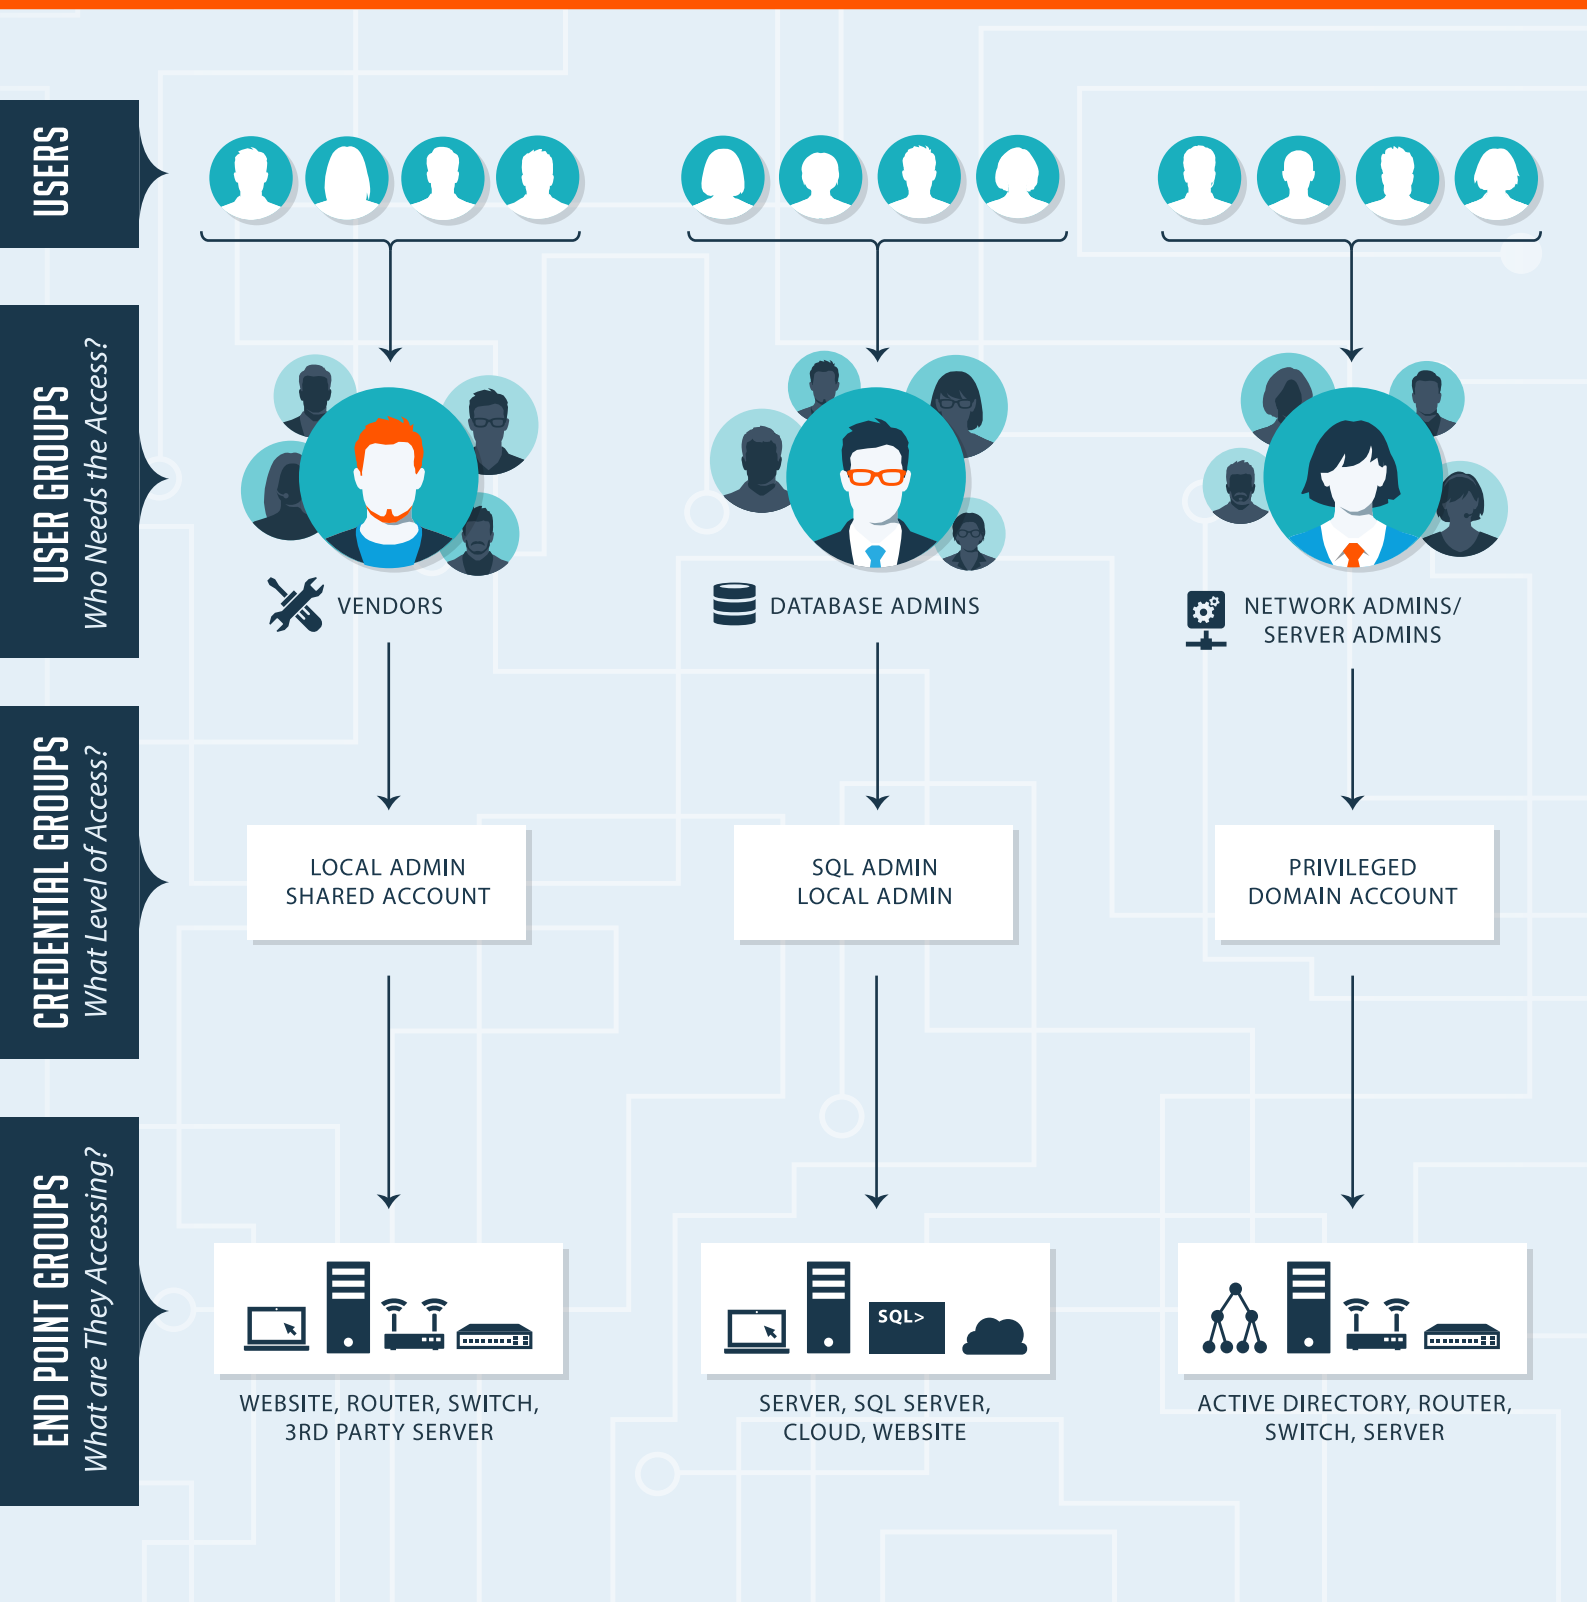 USERS
USER GROUPS
Who Needs the Access?
VENDORS
DATABASE ADMINS
NETWORK ADMINS/
SERVER ADMINS
CREDENTIAL GROUPS
What Level of Access?
LOCAL ADMIN
SHARED ACCOUNT
SQL ADMIN
LOCAL ADMIN
PRIVILEGED
DOMAIN ACCOUNT
END POINT GROUPS
What are They Accessing?
SQL>
WEBSITE, ROUTER, SWITCH,
3RD PARTY SERVER
SERVER, SQL SERVER,
CLOUD, WEBSITE
ACTIVE DIRECTORY, ROUTER,
SWITCH, SERVER